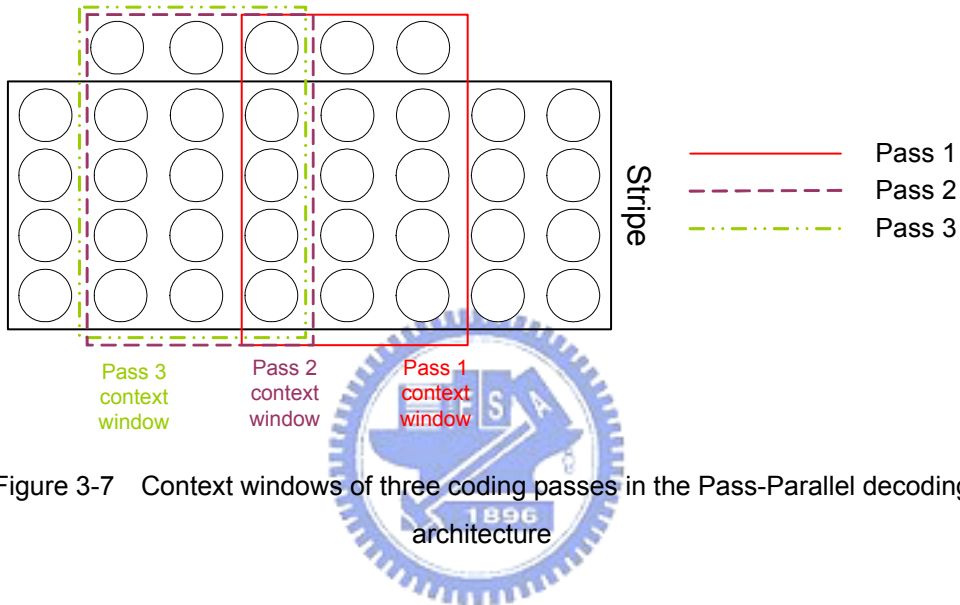 Stripe
Pass 1
Pass 2
Pass 3
Pass 3
context
window
Pass 2
context
window
Pass 1
context
window
E S A
Figure 3-7 Context windows of three coding passes in the Pass-Parallel decoding
architecture
1896